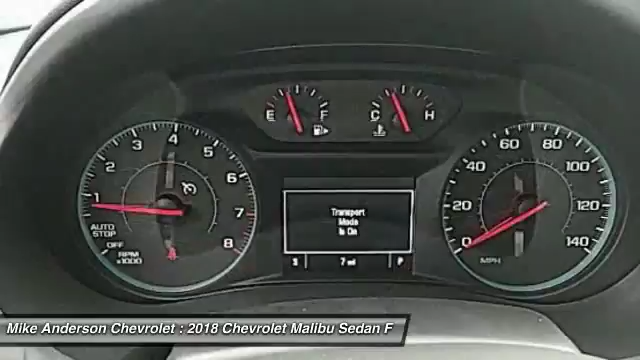 E F
C H
1 2 3 4 5 6 7 8
AUTO
STOP
OFF
RPM
x1000
Transport
Mode
Is On
7 mi P
0 20 40 60 80 100 120 140
MPH
Mike Anderson Chevrolet : 2018 Chevrolet Malibu Sedan F